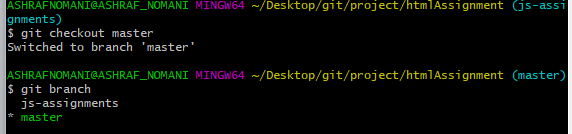 ASHRAFNOMANI@ASHRAF_NOMANI MINGW64 ~/Desktop/git/project/htmlAssignment (js-assi
gnments)
$ git checkout master
Switched to branch 'master'
ASHRAFNOMANI@ASHRAF_NOMANI MINGW64 ~/Desktop/git/project/htmlAssignment (master)
$ git branch
  js-assignments
* master